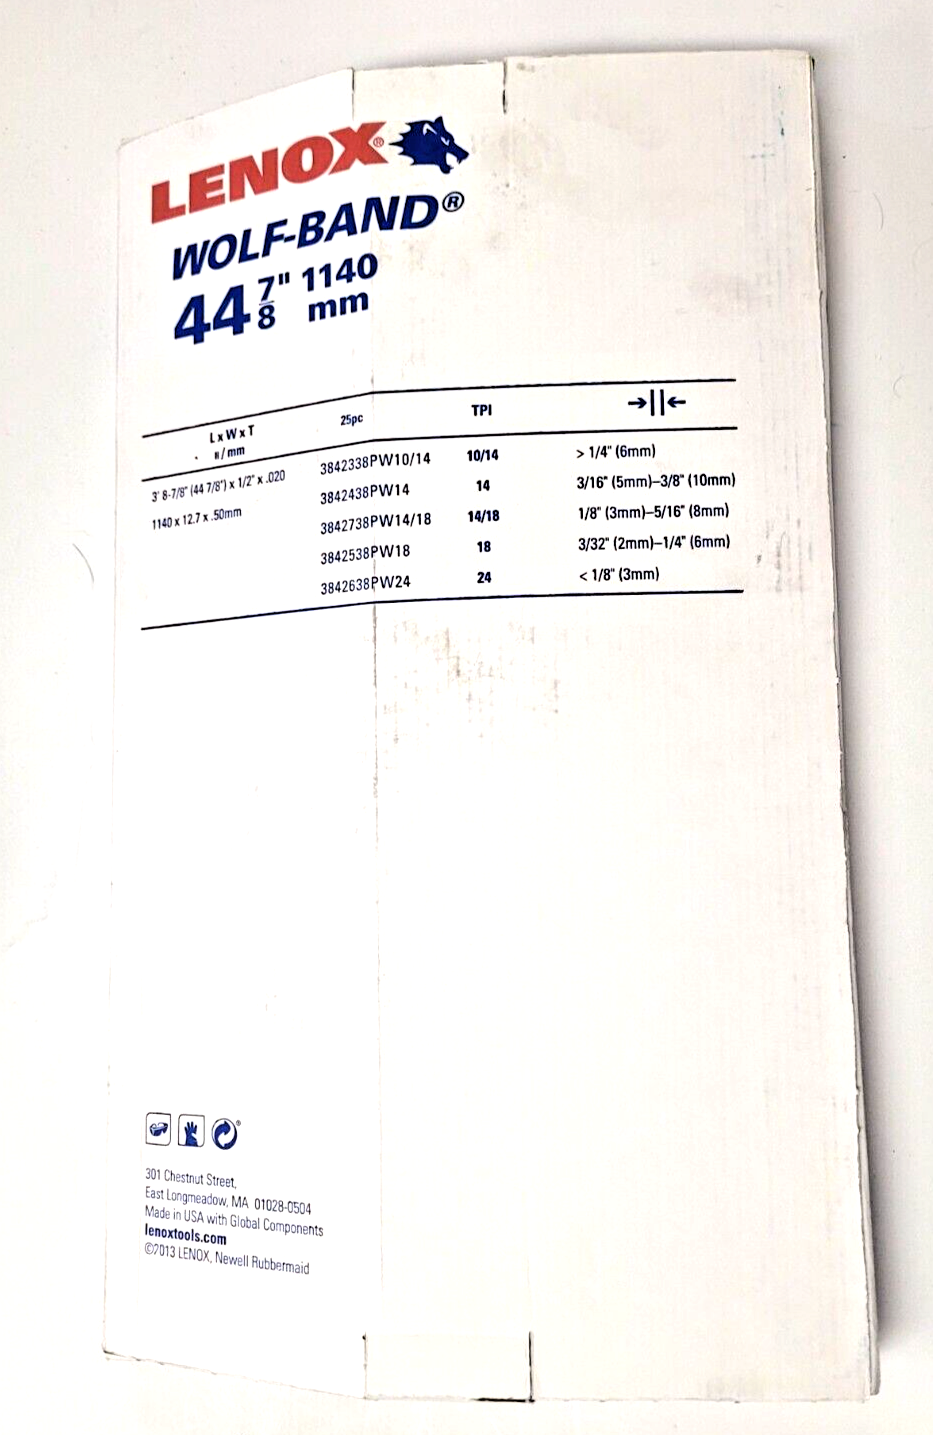 LENOX®
WOLF-BAND®
44 7/8" 1140 mm
L x W x T 25pc TPI
" / mm
3' 8-7/8" (44 7/8") x 1/2" x .020 3842338PW10/14 10/14 > 1/4" (6mm)
3842438PW14 14 3/16" (5mm)–3/8" (10mm)
1140 x 12.7 x .50mm 3842738PW14/18 14/18 1/8" (3mm)–5/16" (8mm)
3842538PW18 18 3/32" (2mm)–1/4" (6mm)
3842638PW24 24 < 1/8" (3mm)
301 Chestnut Street,
East Longmeadow, MA 01028-0504
Made in USA with Global Components
lenoxtools.com
©2013 LENOX, Newell Rubbermaid